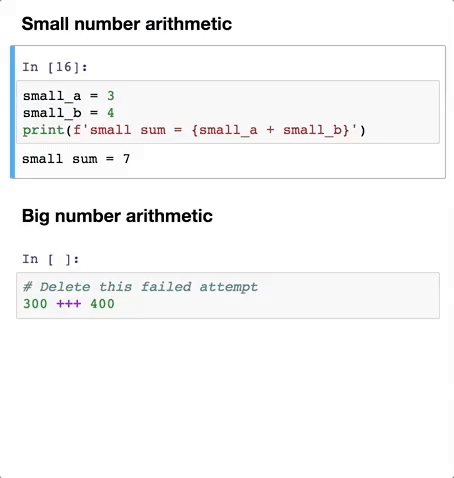 Small number arithmetic
In [16]:
small_a = 3
small_b = 4
print(f'small sum = {small_a + small_b}')
small sum = 7
Big number arithmetic
In [ ]:
# Delete this failed attempt
300 +++ 400